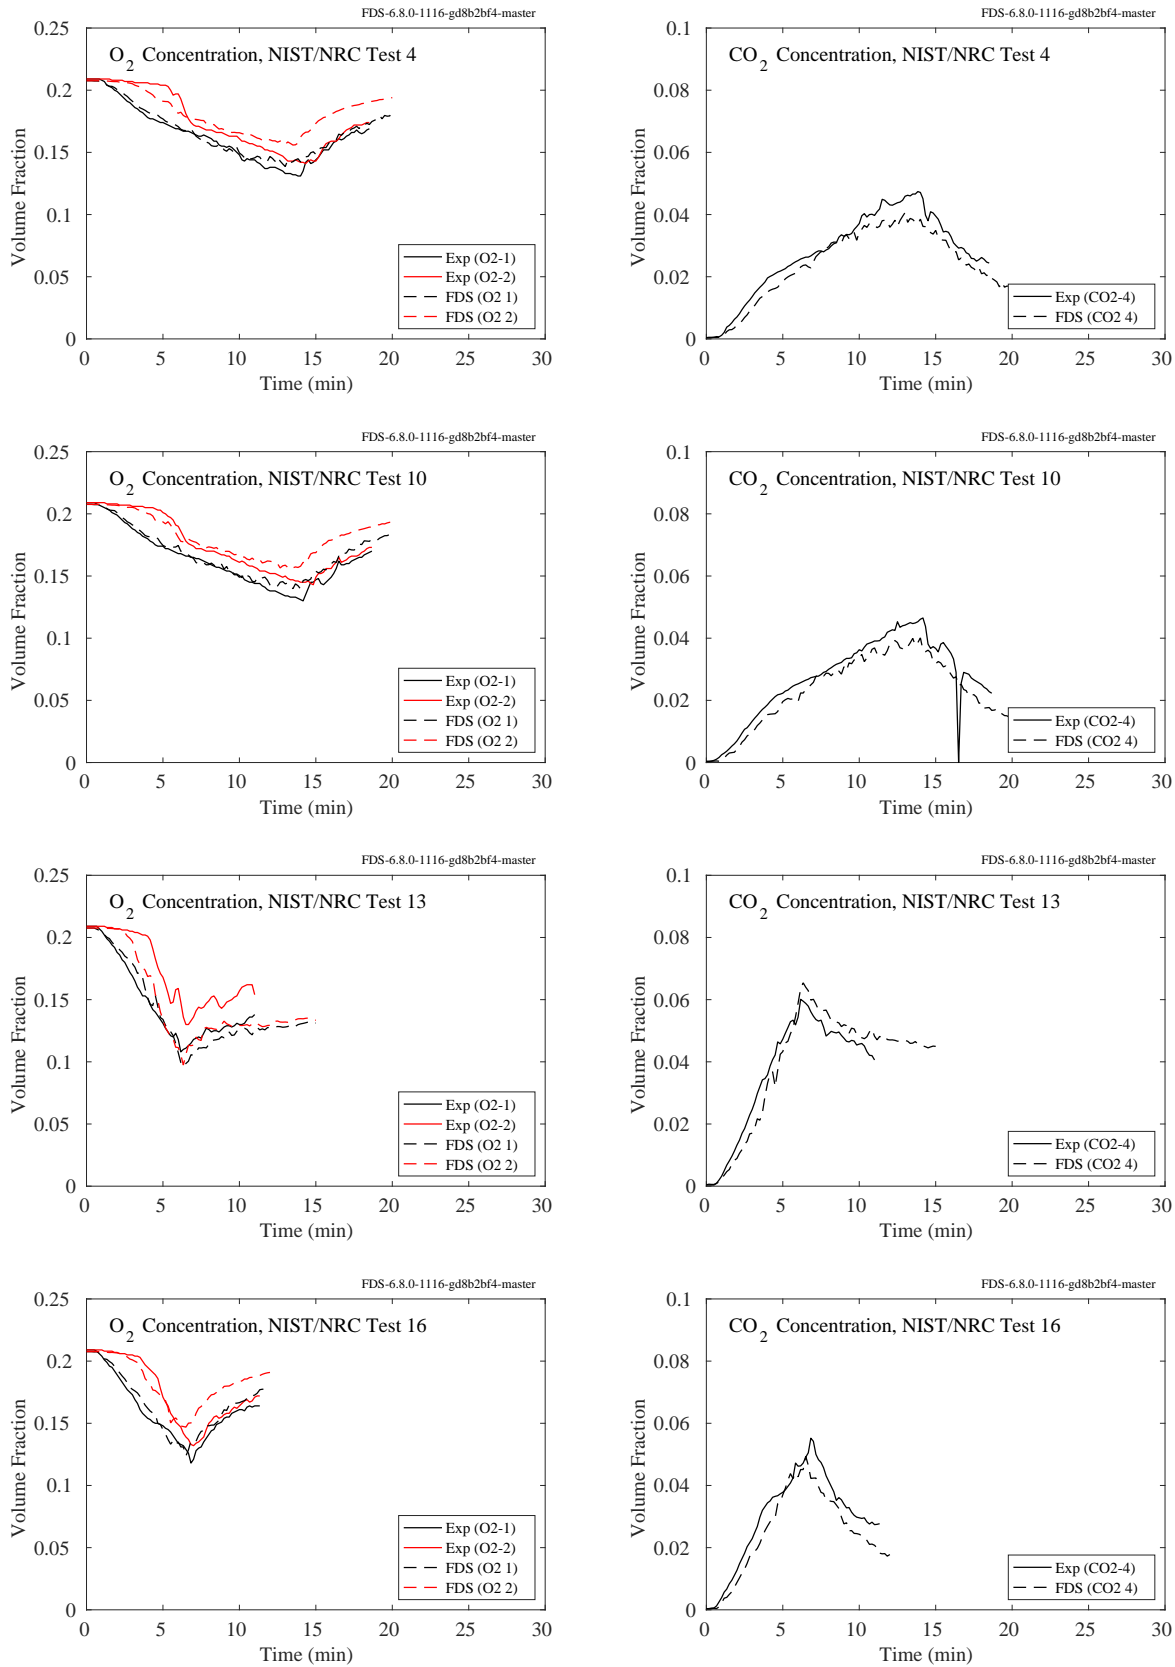 FDS-6.8.0-1116-gd8b2bf4-master
O2 Concentration, NIST/NRC Test 4
0.25
0.2
0.15
0.1
0.05
0
Volume Fraction
Exp (O2-1)
Exp (O2-2)
FDS (O2 1)
FDS (O2 2)
0 5 10 15 20 25 30
Time (min)
FDS-6.8.0-1116-gd8b2bf4-master
CO2 Concentration, NIST/NRC Test 4
0.1
0.08
0.06
0.04
0.02
0
Volume Fraction
Exp (CO2-4)
FDS (CO2 4)
0 5 10 15 20 25 30
Time (min)
FDS-6.8.0-1116-gd8b2bf4-master
O2 Concentration, NIST/NRC Test 10
0.25
0.2
0.15
0.1
0.05
0
Volume Fraction
Exp (O2-1)
Exp (O2-2)
FDS (O2 1)
FDS (O2 2)
0 5 10 15 20 25 30
Time (min)
FDS-6.8.0-1116-gd8b2bf4-master
CO2 Concentration, NIST/NRC Test 10
0.1
0.08
0.06
0.04
0.02
0
Volume Fraction
Exp (CO2-4)
FDS (CO2 4)
0 5 10 15 20 25 30
Time (min)
FDS-6.8.0-1116-gd8b2bf4-master
O2 Concentration, NIST/NRC Test 13
0.25
0.2
0.15
0.1
0.05
0
Volume Fraction
Exp (O2-1)
Exp (O2-2)
FDS (O2 1)
FDS (O2 2)
0 5 10 15 20 25 30
Time (min)
FDS-6.8.0-1116-gd8b2bf4-master
CO2 Concentration, NIST/NRC Test 13
0.1
0.08
0.06
0.04
0.02
0
Volume Fraction
Exp (CO2-4)
FDS (CO2 4)
0 5 10 15 20 25 30
Time (min)
FDS-6.8.0-1116-gd8b2bf4-master
O2 Concentration, NIST/NRC Test 16
0.25
0.2
0.15
0.1
0.05
0
Volume Fraction
Exp (O2-1)
Exp (O2-2)
FDS (O2 1)
FDS (O2 2)
0 5 10 15 20 25 30
Time (min)
FDS-6.8.0-1116-gd8b2bf4-master
CO2 Concentration, NIST/NRC Test 16
0.1
0.08
0.06
0.04
0.02
0
Volume Fraction
Exp (CO2-4)
FDS (CO2 4)
0 5 10 15 20 25 30
Time (min)